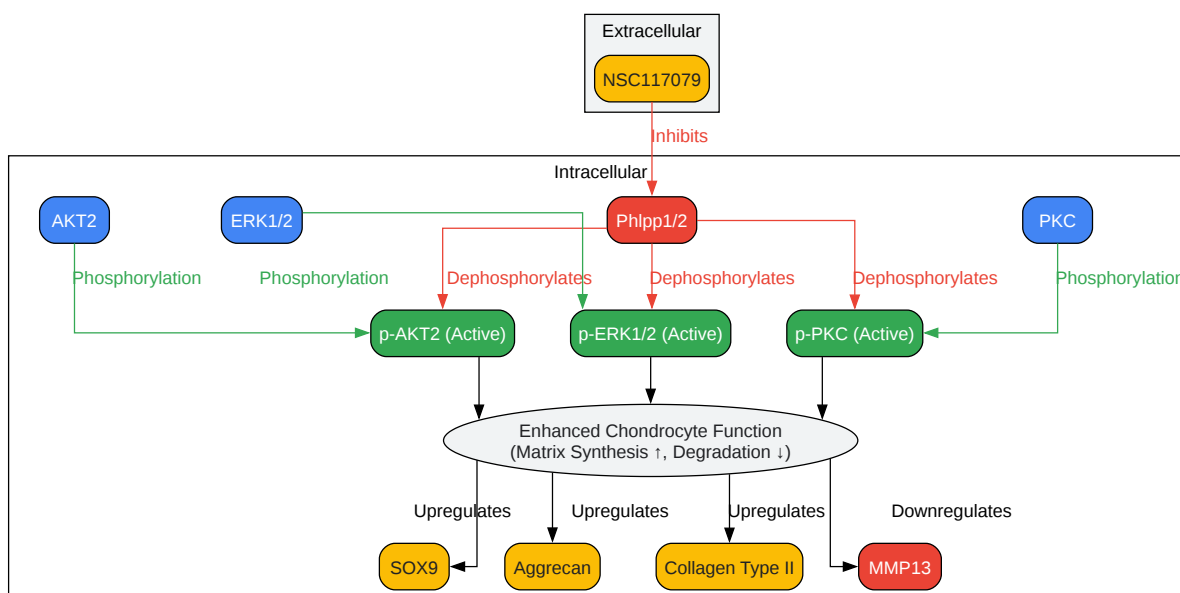 Extracellular
NSC117079
Inhibits
Intracellular
AKT2
ERK1/2
Phlpp1/2
PKC
Phosphorylation
Phosphorylation
Dephosphorylates
Dephosphorylates
Dephosphorylates
Phosphorylation
p-AKT2 (Active)
p-ERK1/2 (Active)
p-PKC (Active)
Enhanced Chondrocyte Function
(Matrix Synthesis ↑, Degradation ↓)
Upregulates
Upregulates
Upregulates
Downregulates
SOX9
Aggrecan
Collagen Type II
MMP13